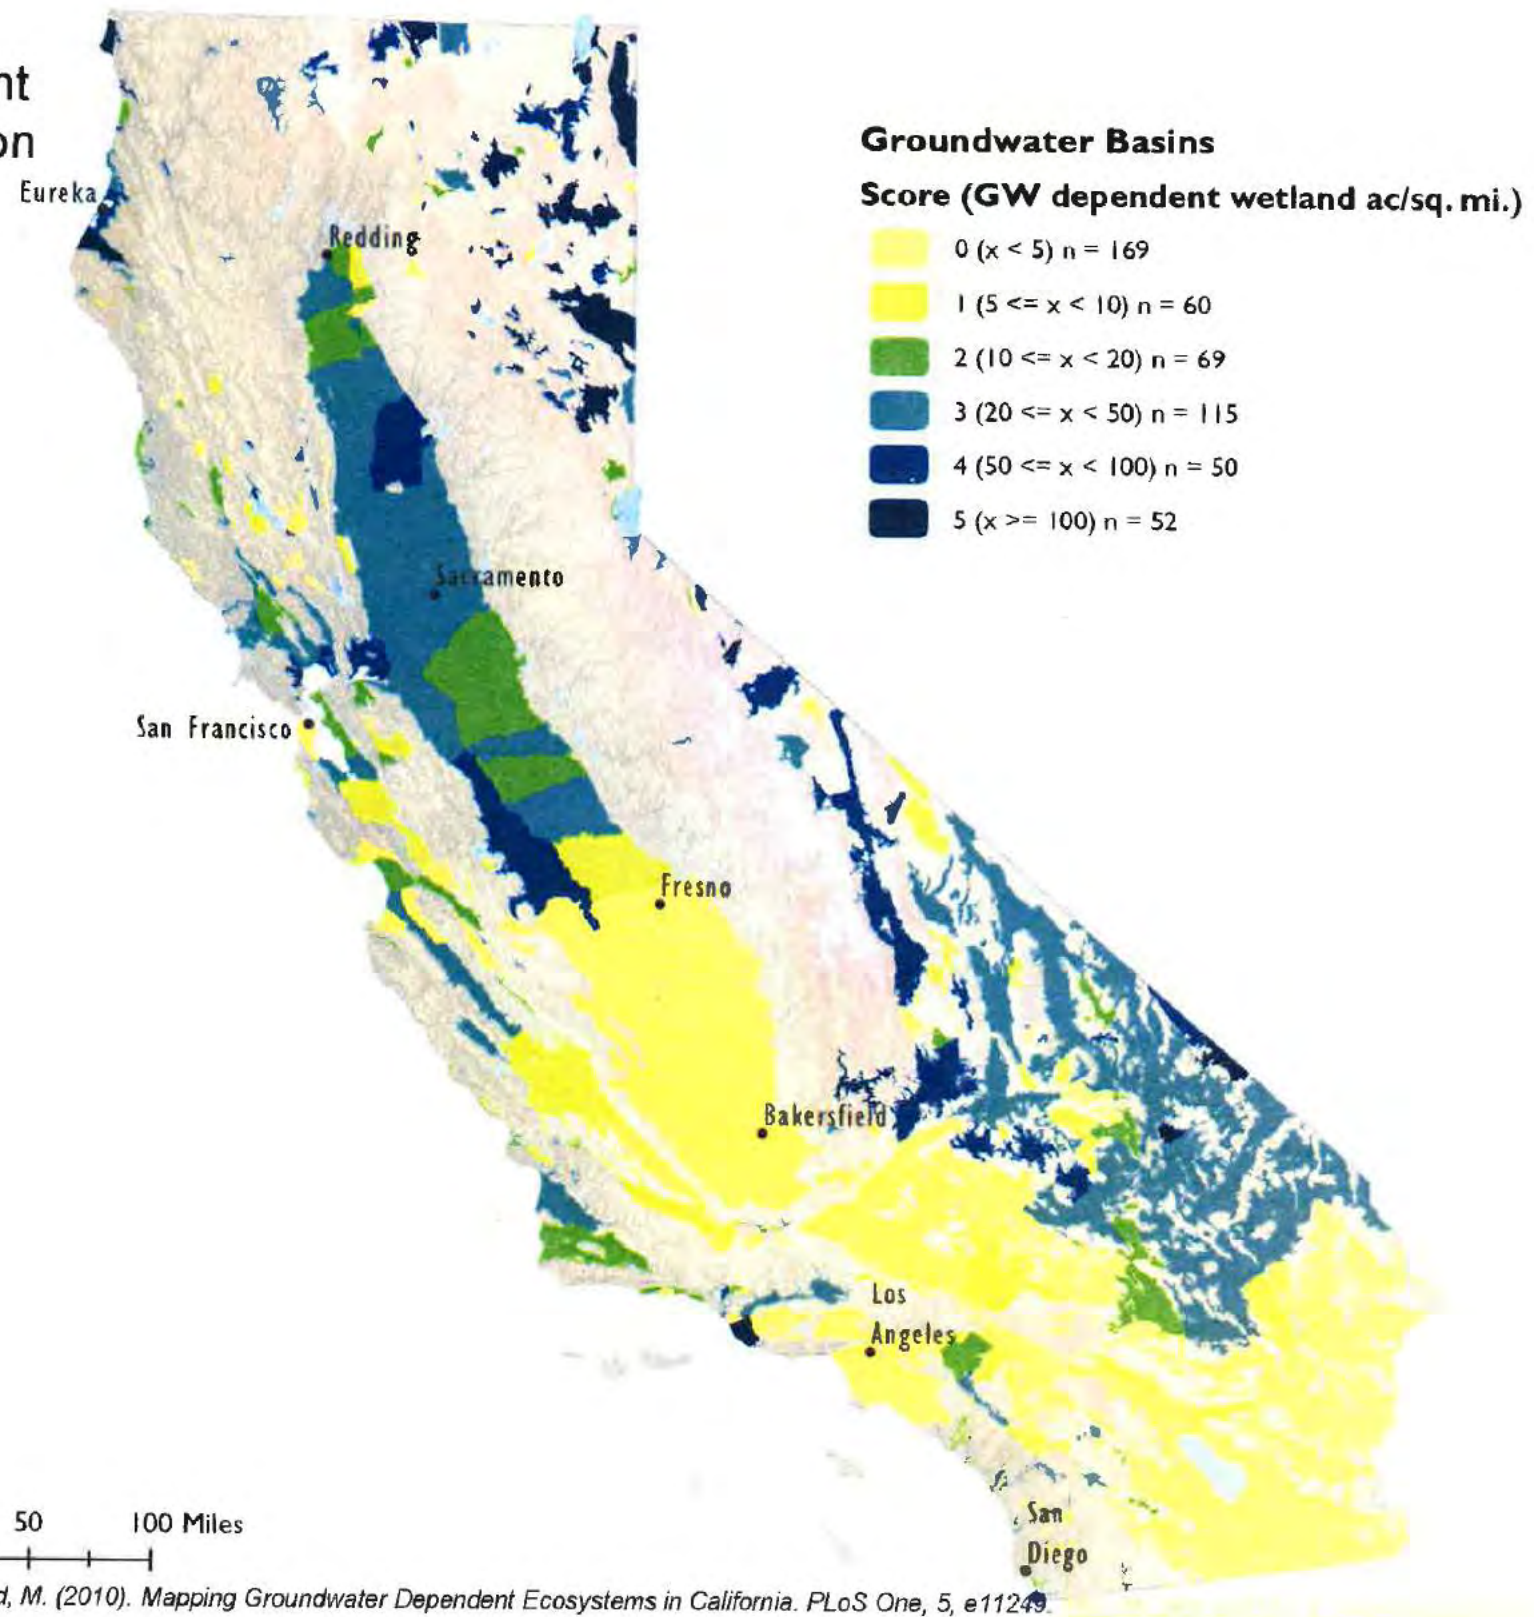 nt
on
Eureka
Redding
Sacramento
San Francisco
Fresno
Bakersfield
Los
Angeles
San
Diego
Groundwater Basins
Score (GW dependent wetland ac/sq. mi.)
0 (x < 5) n = 169
1 (5 <= x < 10) n = 60
2 (10 <= x < 20) n = 69
3 (20 <= x < 50) n = 115
4 (50 <= x < 100) n = 50
5 (x >= 100) n = 52
50 100 Miles
d, M. (2010). Mapping Groundwater Dependent Ecosystems in California. PLoS One, 5, e11249.